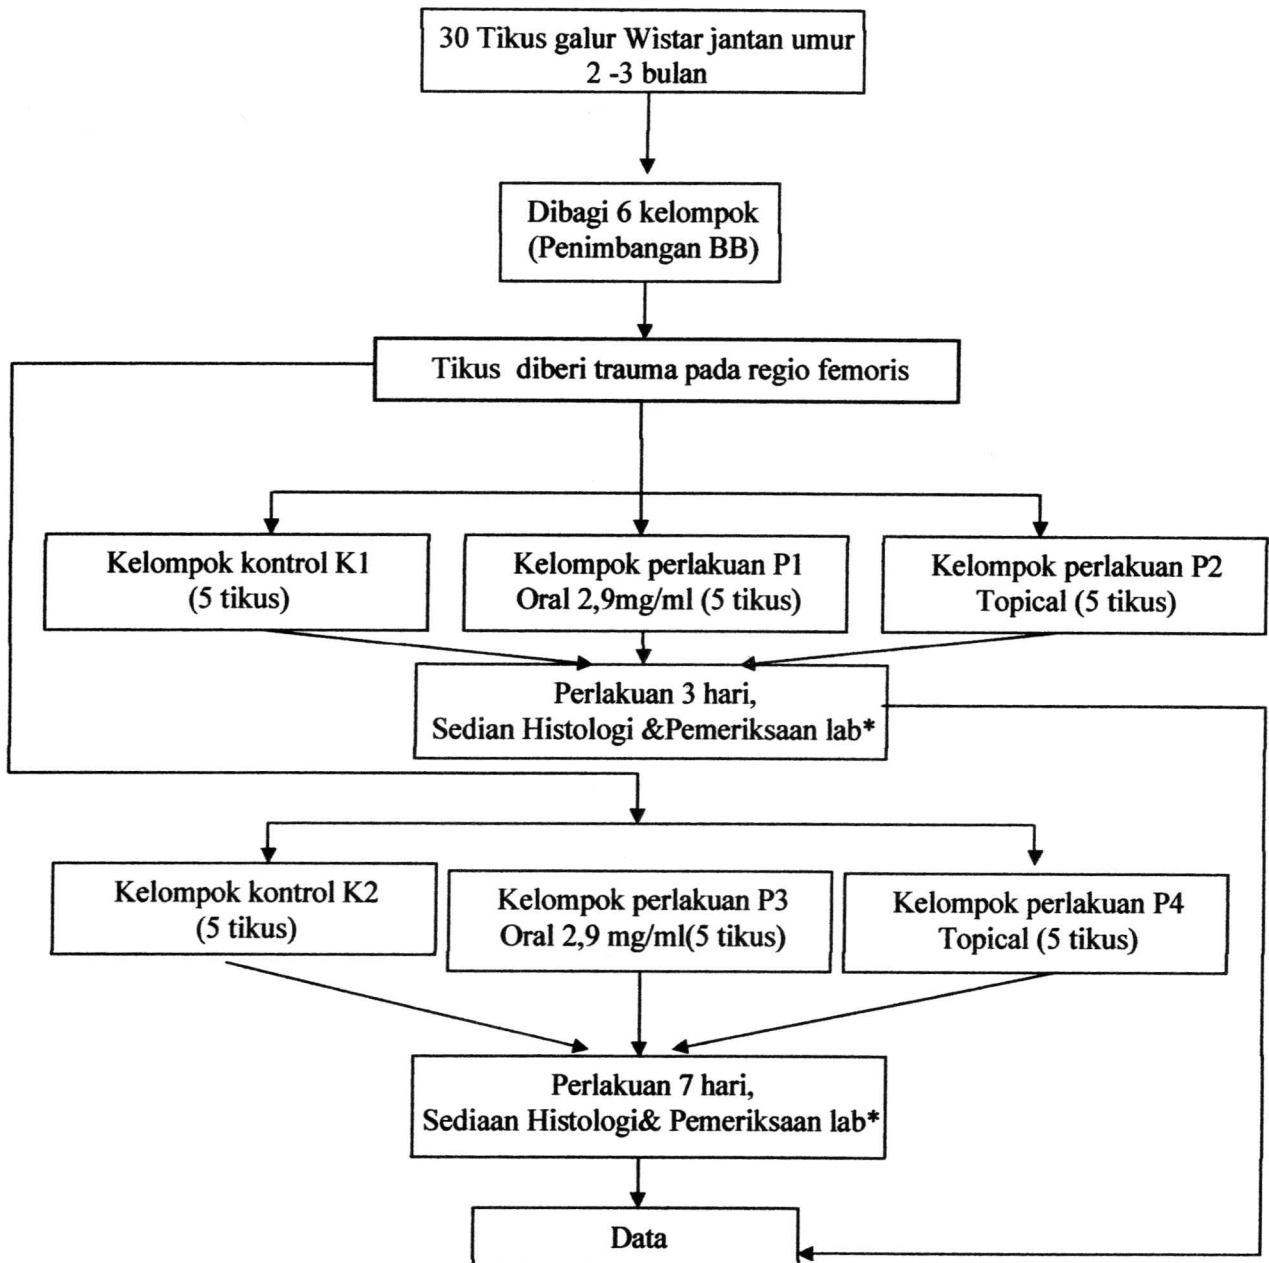 30 Tikus galur Wistar jantan umur
2 -3 bulan
Dibagi 6 kelompok
(Penimbangan BB)
Tikus diberi trauma pada regio femoris
Kelompok kontrol K1
(5 tikus)
Kelompok perlakuan P1
Oral 2,9mg/ml (5 tikus)
Kelompok perlakuan P2
Topical (5 tikus)
Perlakuan 3 hari,
Sedian Histologi &Pemeriksaan lab*
Kelompok kontrol K2
(5 tikus)
Kelompok perlakuan P3
Oral 2,9 mg/ml(5 tikus)
Kelompok perlakuan P4
Topical (5 tikus)
Perlakuan 7 hari,
Sediaan Histologi& Pemeriksaan lab*
Data